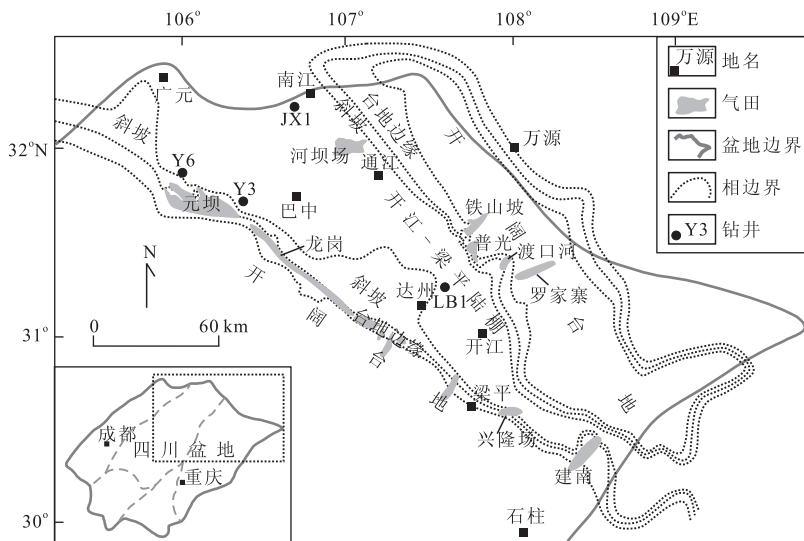 106°
107°
108°
109°E
32°N
31°
30°
广元
南江
JX1
斜坡
斜坡
台地边缘
开
阔
台
地
万源
河坝场
通江
Y6
Y3
元坝
巴中
开江－梁平陆棚
铁山坡
普光
渡口河
罗家寨
龙岗
N
0
60 km
开
阔
台
地
斜坡
达州
LB1
台地边缘
开江
梁平
兴隆场
建南
石柱
成都
四川盆地
重庆
万源
地名
气田
盆地边界
相边界
Y3
钻井